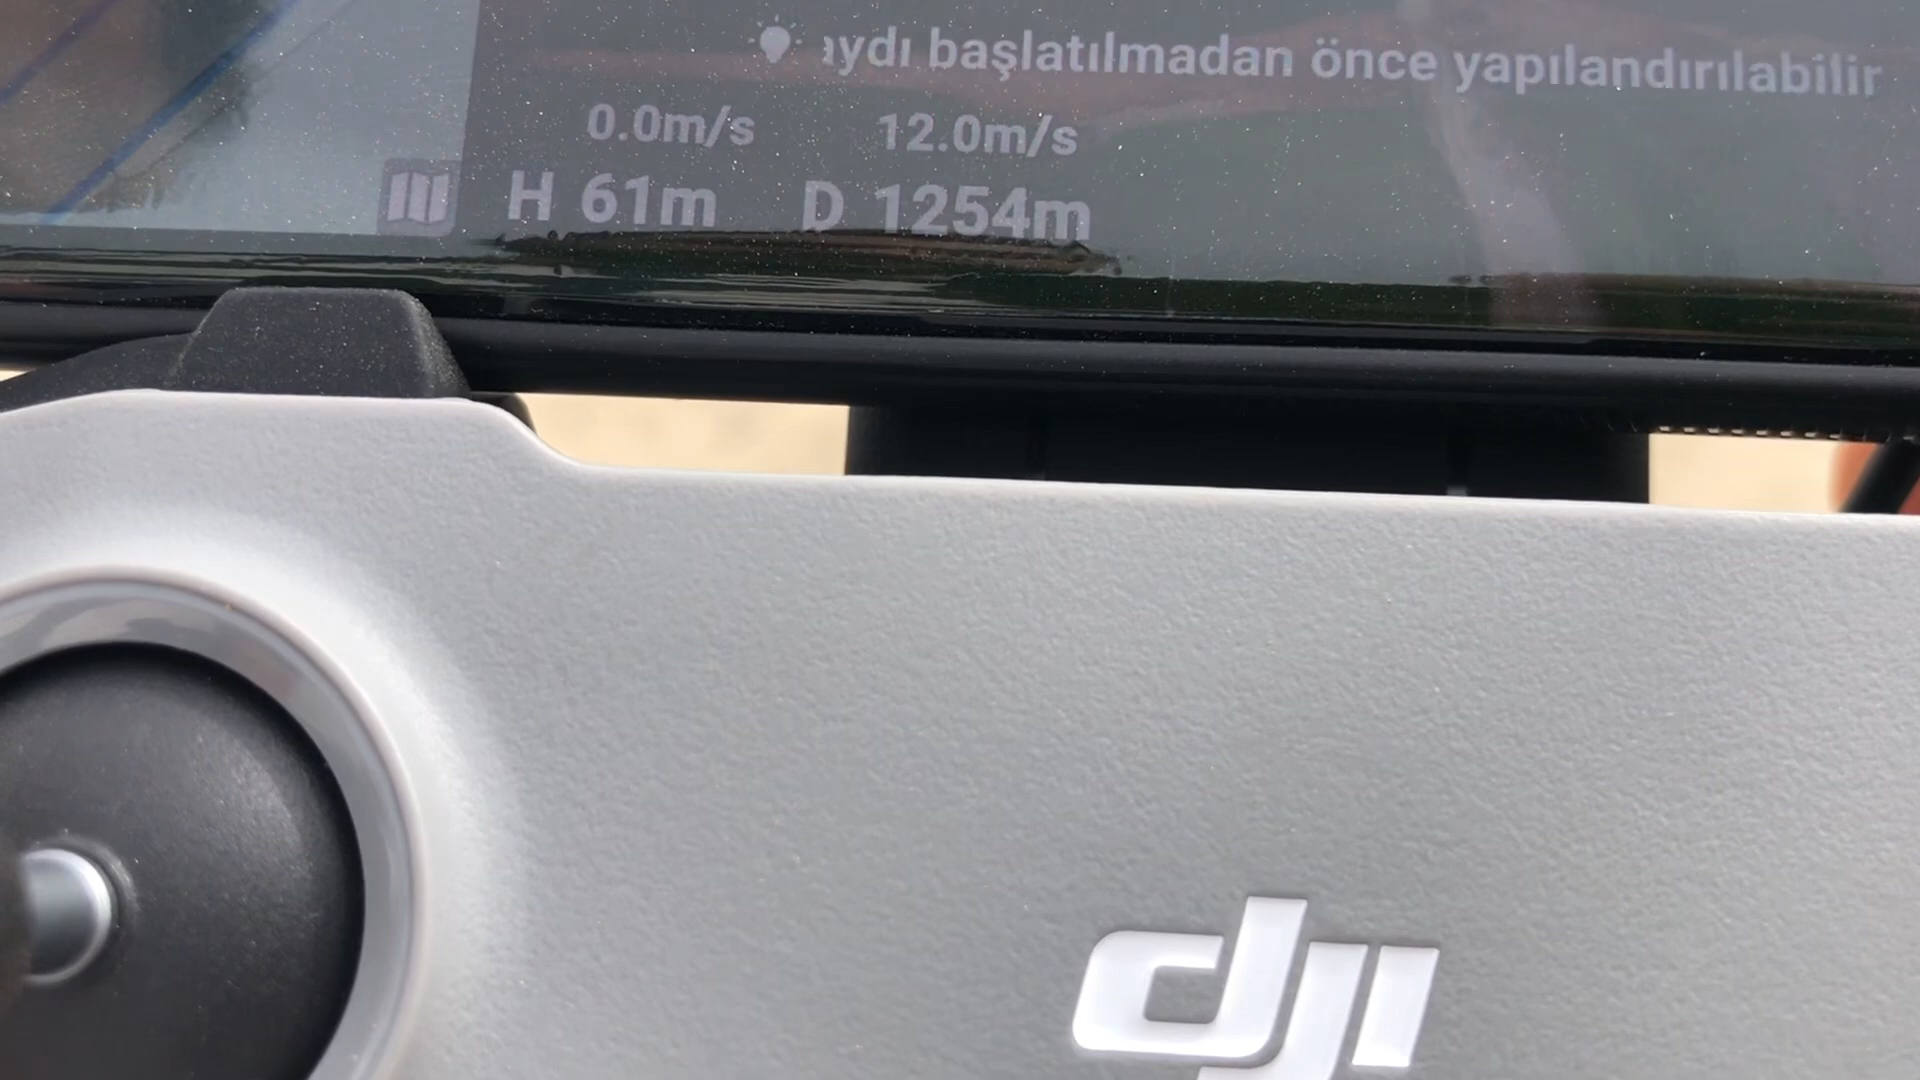 aydı başlatılmadan önce yapılandırılabilir
0.0m/s 12.0m/s
H 61m D 1254m
dji